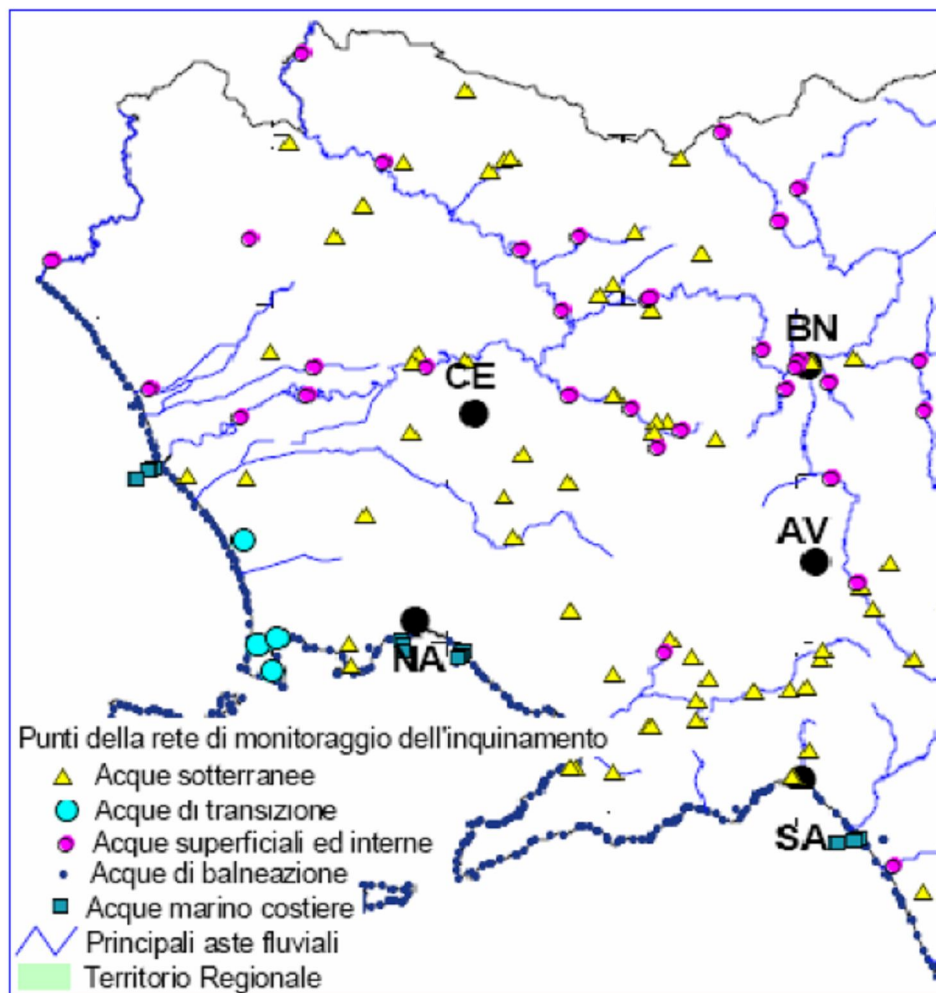 BN
CE
AV
NA
Punti della rete di monitoraggio dell'inquinamento
Acque sotterranee
Acque di transizione
Acque superficiali ed interne
Acque di balneazione
SA
Acque marino costiere
Principali aste fluviali
Territorio Regionale